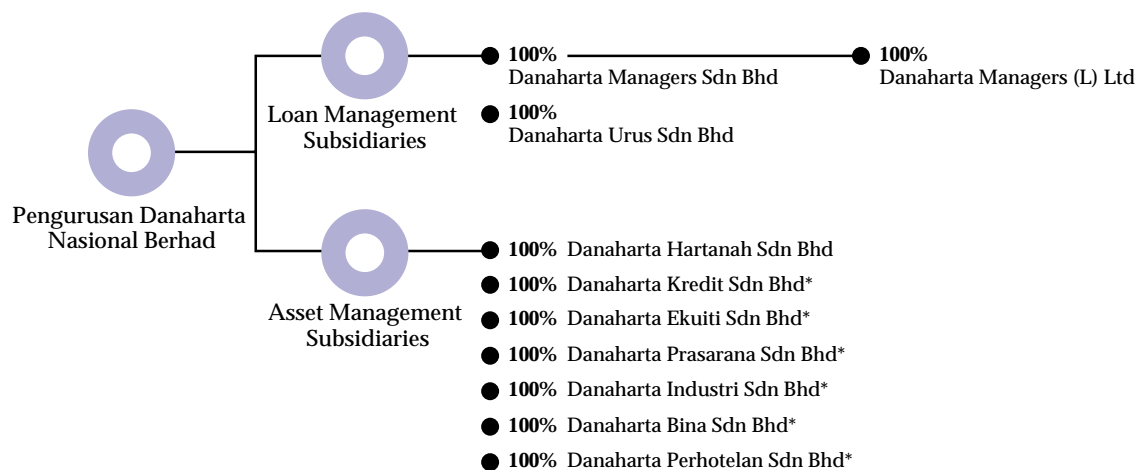 Pengurusan Danaharta
Nasional Berhad
Loan Management
Subsidiaries
100%
Danaharta Managers Sdn Bhd
100%
Danaharta Managers (L) Ltd
100%
Danaharta Urus Sdn Bhd
Asset Management
Subsidiaries
100% Danaharta Hartanah Sdn Bhd
100% Danaharta Kredit Sdn Bhd*
100% Danaharta Ekuiti Sdn Bhd*
100% Danaharta Prasarana Sdn Bhd*
100% Danaharta Industri Sdn Bhd*
100% Danaharta Bina Sdn Bhd*
100% Danaharta Perhotelan Sdn Bhd*